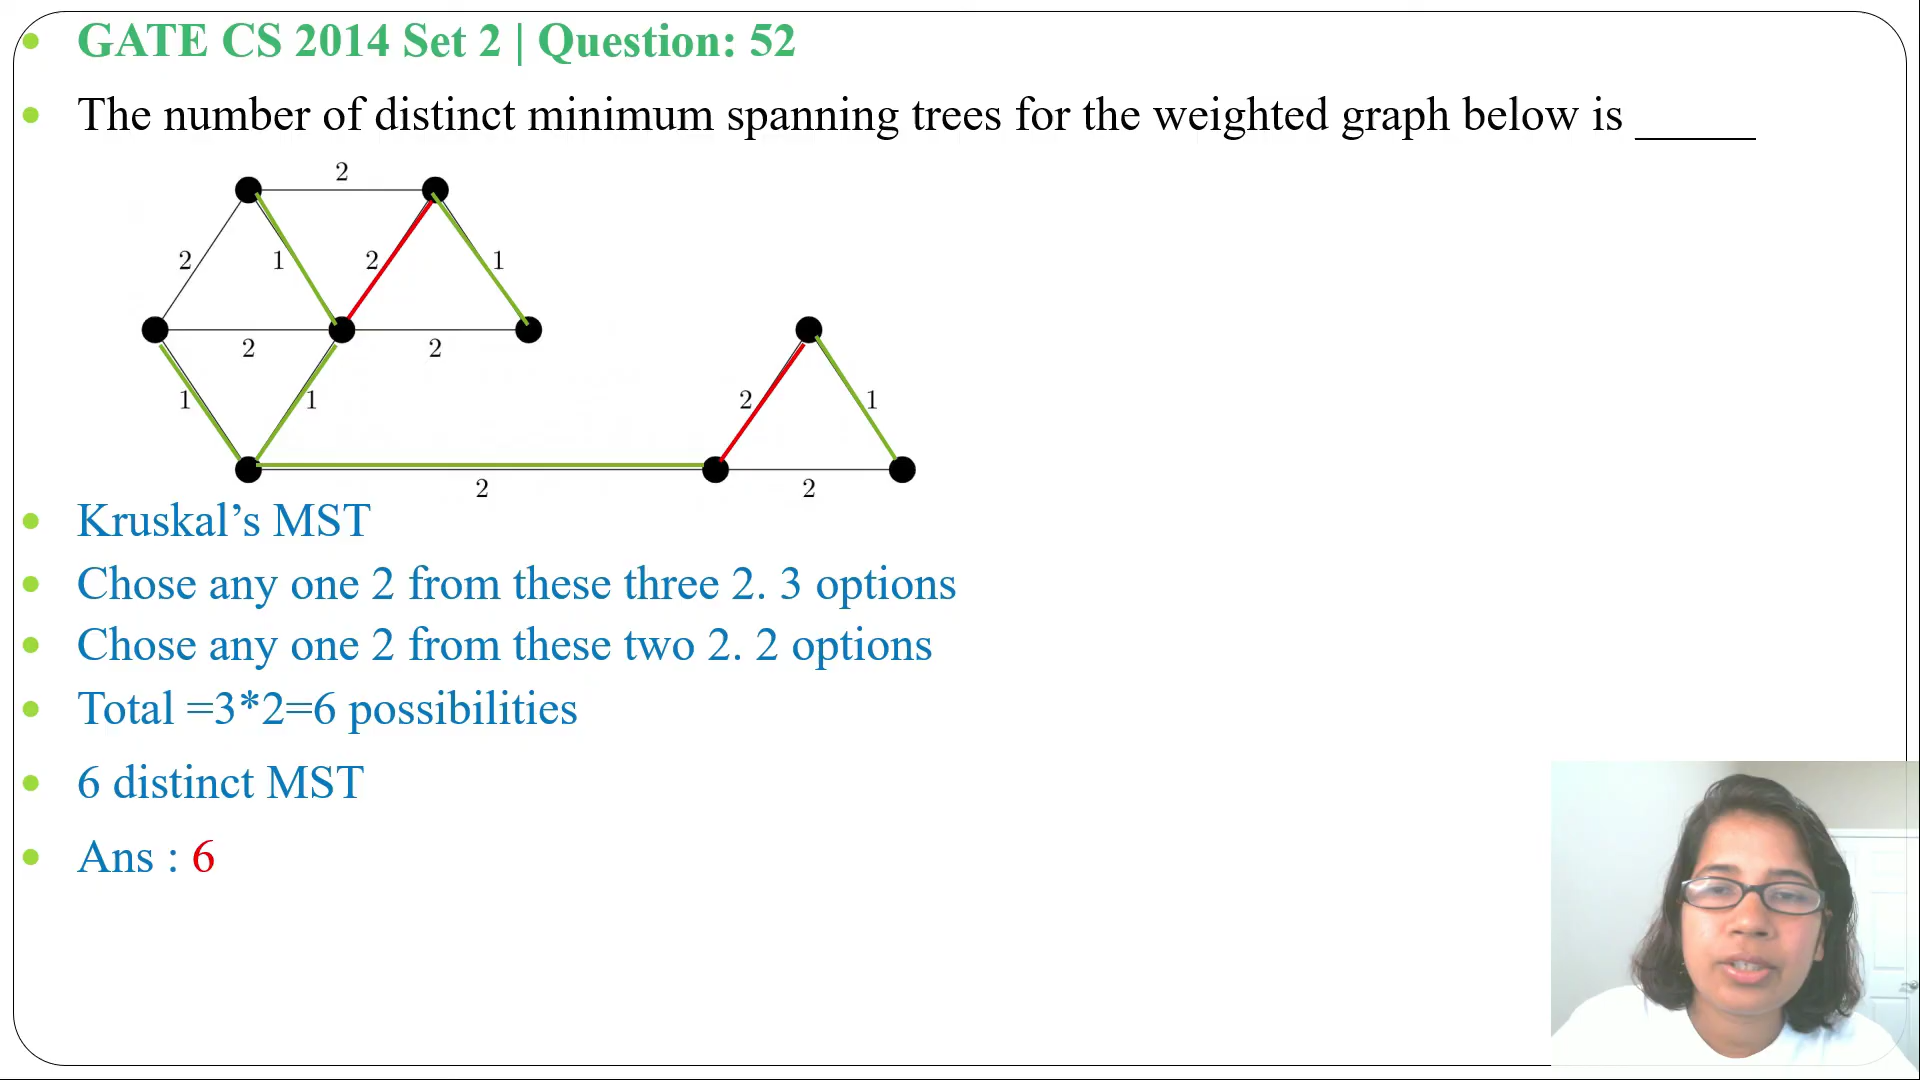 GATE CS 2014 Set 2 | Question: 52
The number of distinct minimum spanning trees for the weighted graph below is _____
2
2 1 2 1
2 2
1 1 2 1
2 2
Kruskal’s MST
Chose any one 2 from these three 2. 3 options
Chose any one 2 from these two 2. 2 options
Total =3*2=6 possibilities
6 distinct MST
Ans : 6